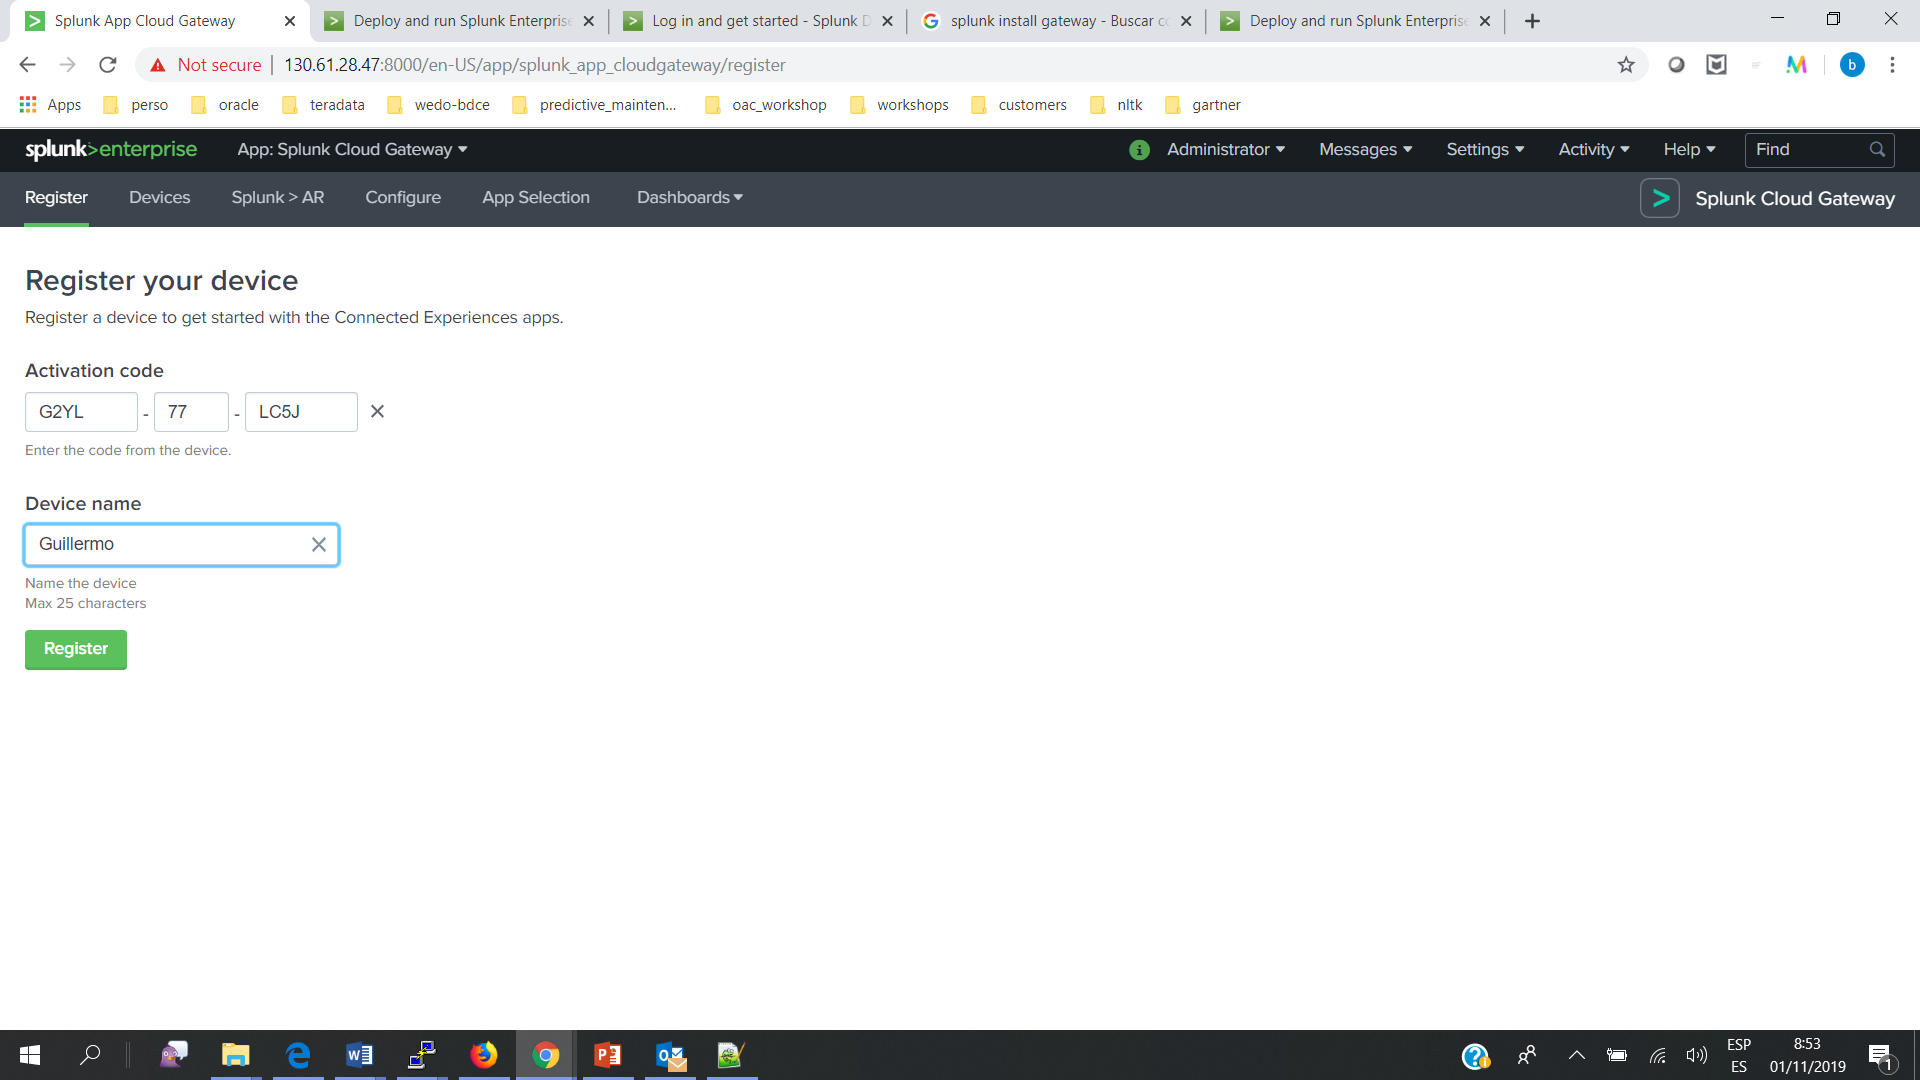 Splunk App Cloud Gateway
Deploy and run Splunk Enterprise
Log in and get started - Splunk D
splunk install gateway - Buscar co
Deploy and run Splunk Enterprise
Not secure | 130.61.28.47:8000/en-US/app/splunk_app_cloudgateway/register
b
Apps perso oracle teradata wedo-bdce predictive_mainten... oac_workshop workshops customers nltk gartner
splunk>enterprise App: Splunk Cloud Gateway Administrator Messages Settings Activity Help Find
Register Devices Splunk > AR Configure App Selection Dashboards Splunk Cloud Gateway
Register your device
Register a device to get started with the Connected Experiences apps.
Activation code
G2YL - 77 - LC5J
Enter the code from the device.
Device name
Guillermo
Name the device
Max 25 characters
Register
ESP 8:53
ES 01/11/2019 1